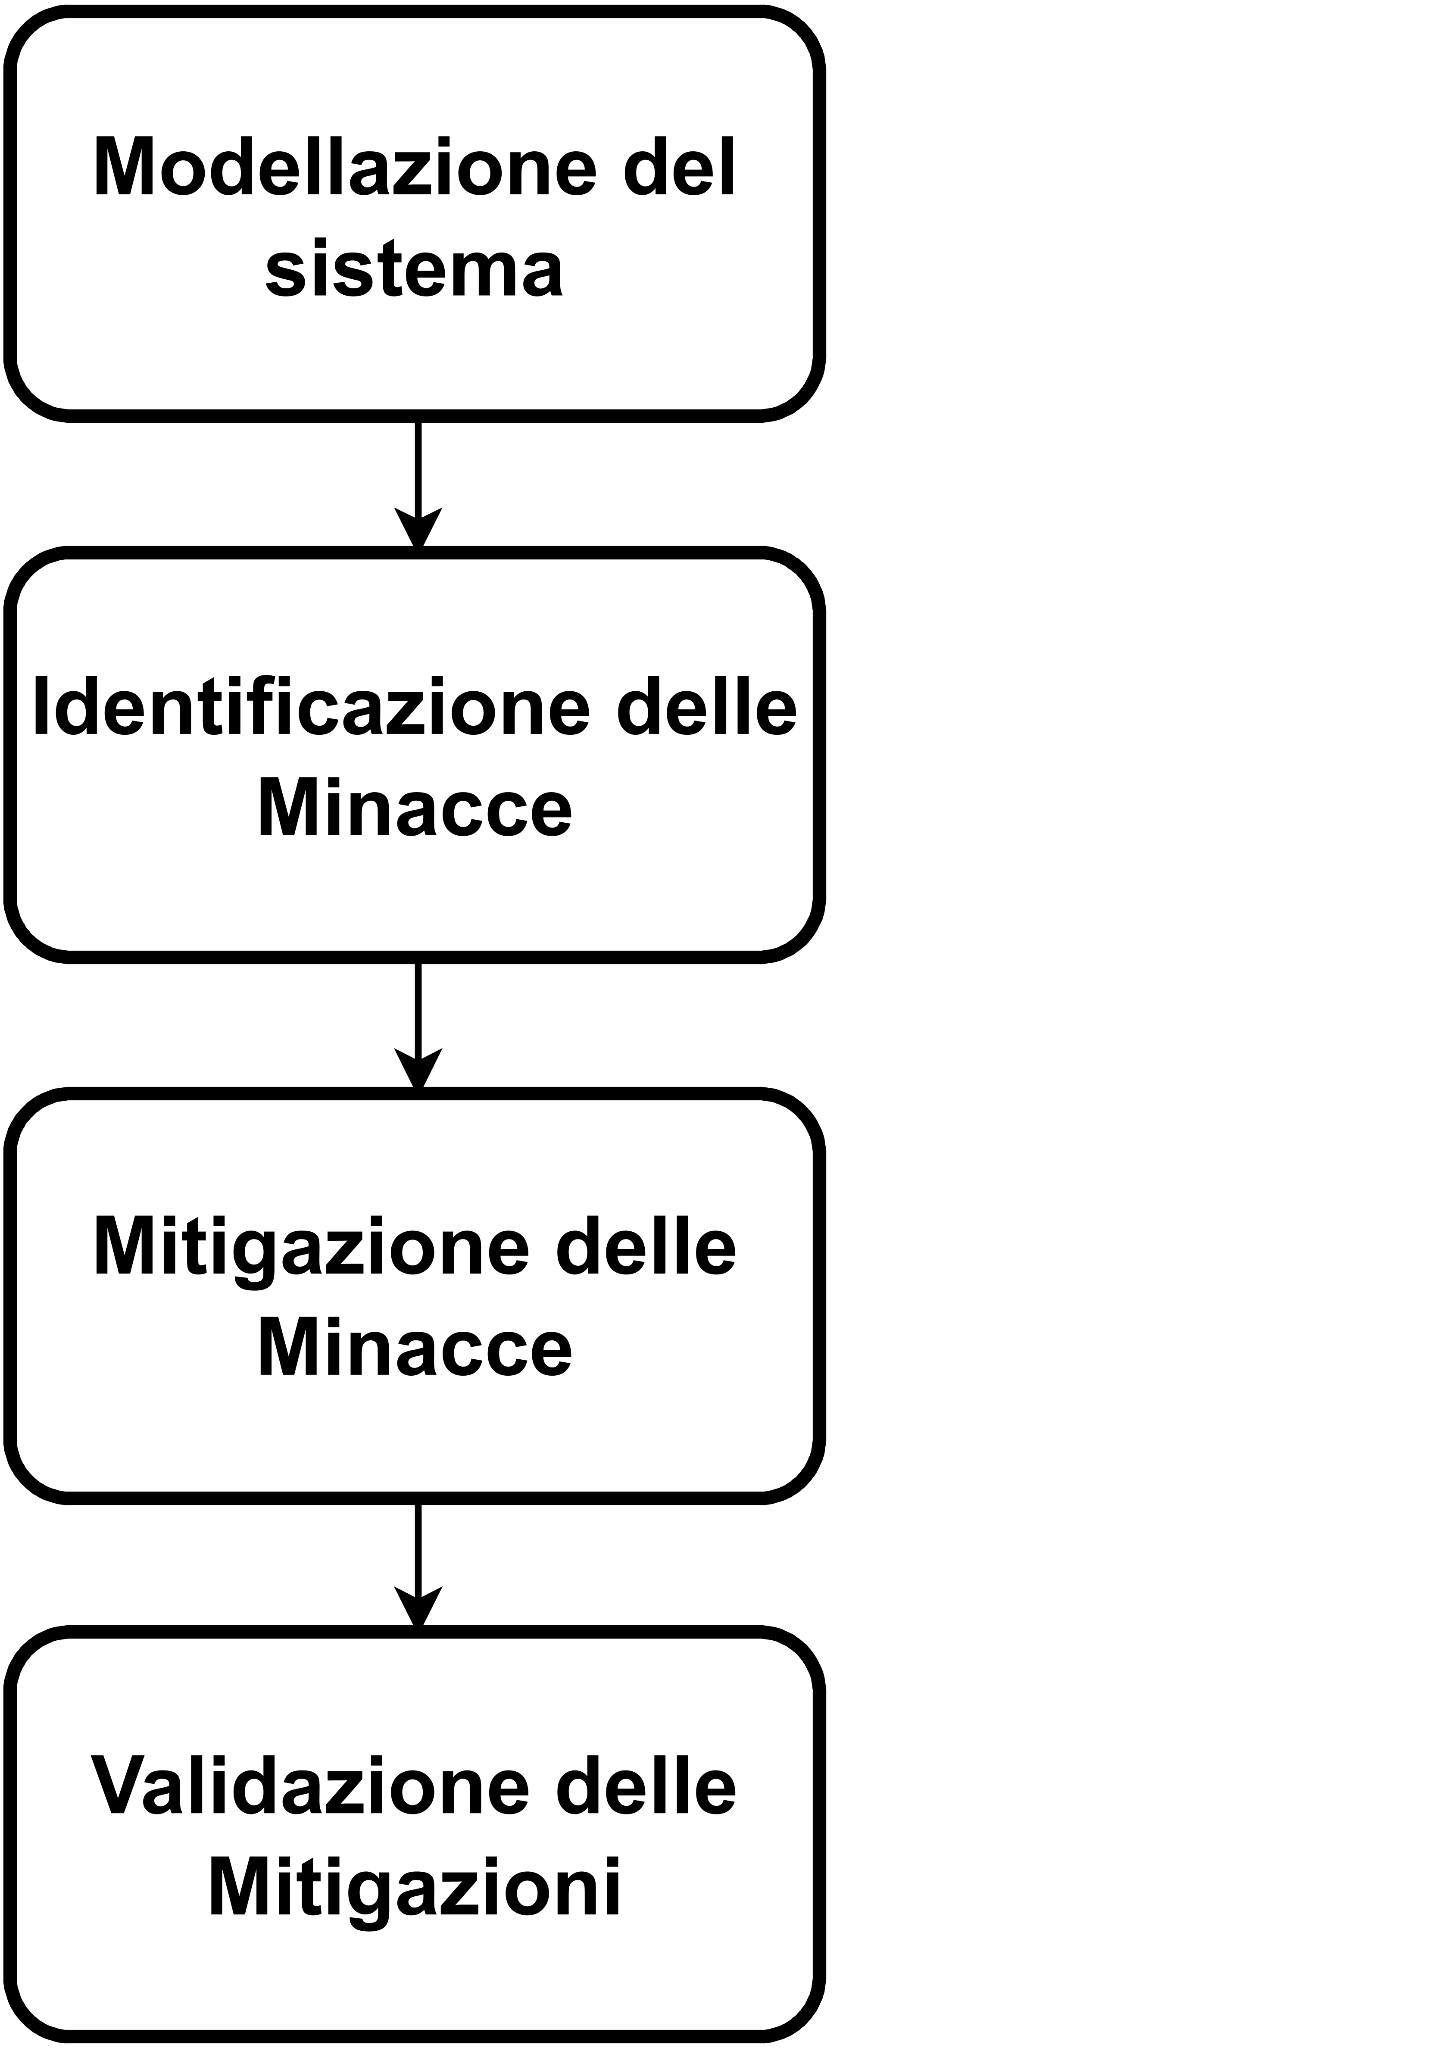 Modellazione del
sistema
Identificazione delle
Minacce
Mitigazione delle
Minacce
Validazione delle
Mitigazioni